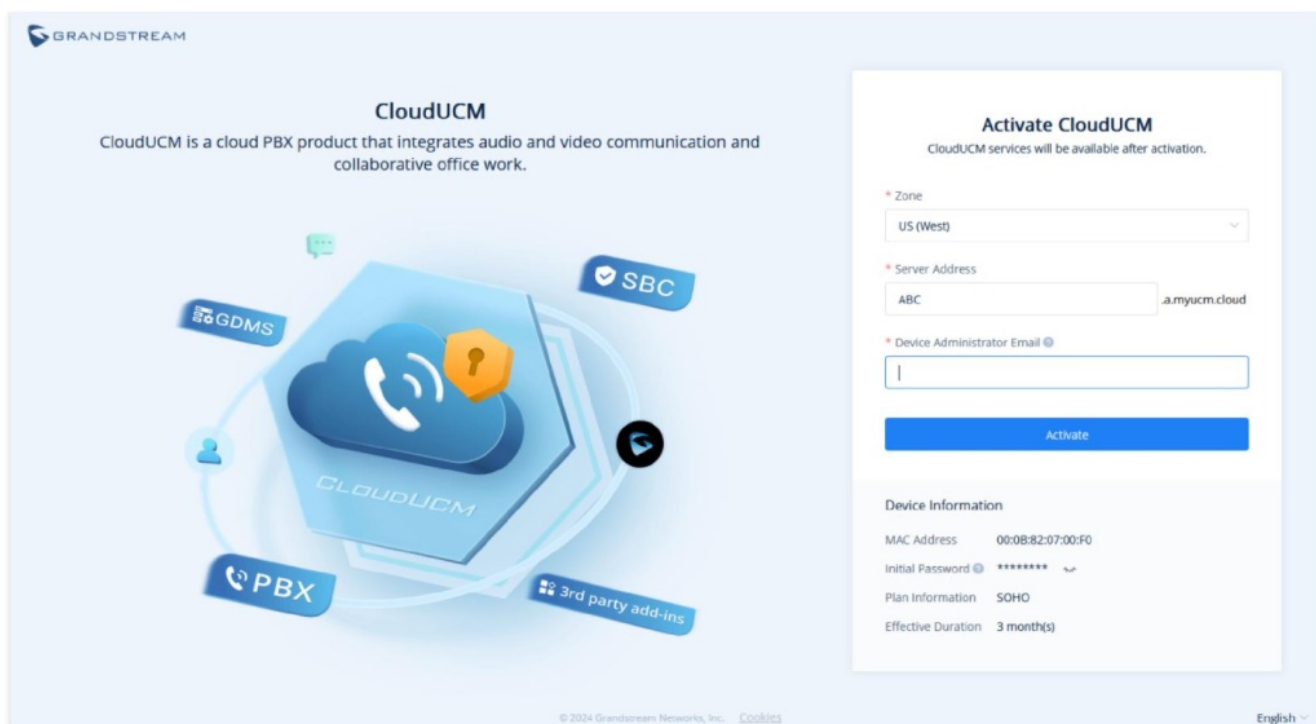 GRANDSTREAM
CloudUCM
CloudUCM is a cloud PBX product that integrates audio and video communication and
collaborative office work.
SBC
GDMS
CLOUDUCM
PBX
3rd party add-ins
Activate CloudUCM
CloudUCM services will be available after activation.
* Zone
US (West)
* Server Address
ABC .a.myucm.cloud
* Device Administrator Email
Activate
Device Information
MAC Address 00:0B:82:07:00:F0
Initial Password ********
Plan Information SOHO
Effective Duration 3 month(s)
© 2024 Grandstream Networks, Inc. Cookies
English